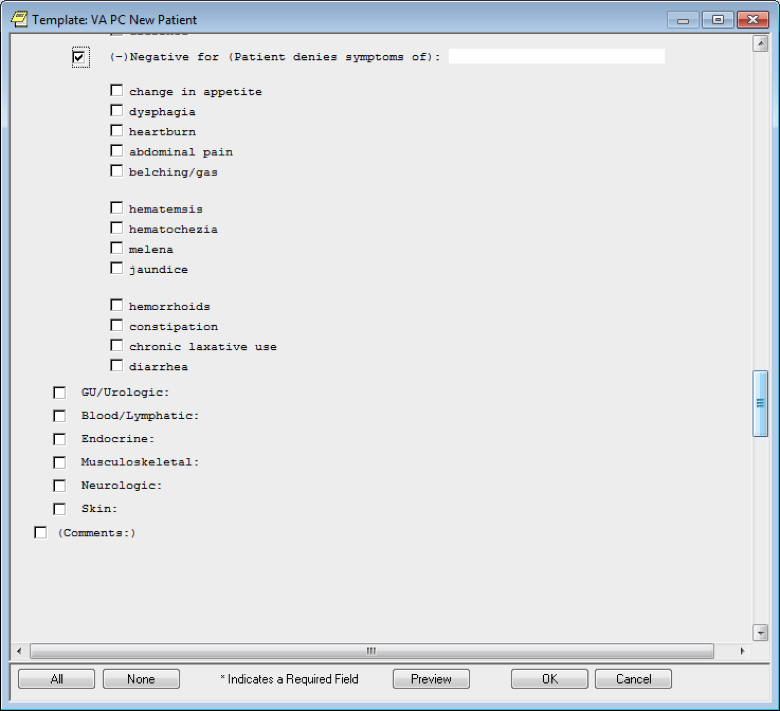 Template: VA PC New Patient
(-)Negative for (Patient denies symptoms of):
change in appetite
dysphagia
heartburn
abdominal pain
belching/gas
hematemsis
hematochezia
melena
jaundice
hemorrhoids
constipation
chronic laxative use
diarrhea
GU/Urologic:
Blood/Lymphatic:
Endocrine:
Musculoskeletal:
Neurologic:
Skin:
(Comments:)
All None * Indicates a Required Field Preview OK Cancel